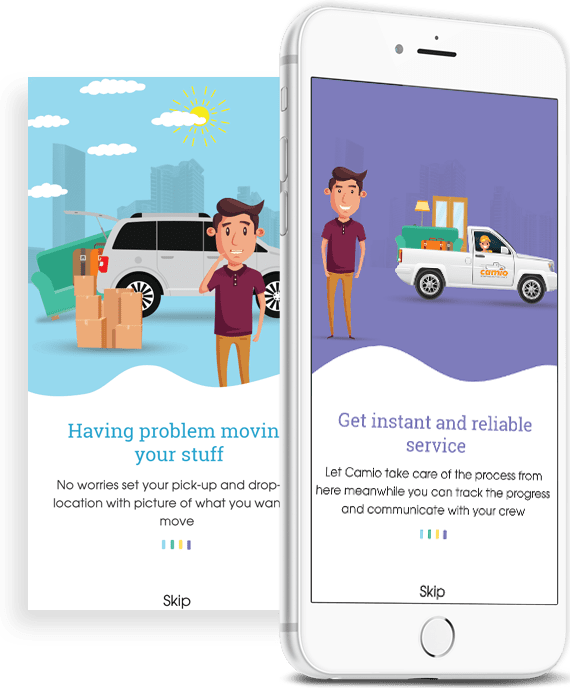 Having problem movin
your stuff
No worries set your pick-up and drop-
location with picture of what you wan
move
Skip
camio
Get instant and reliable
service
Let Camio take care of the process from
here meanwhile you can track the progress
and communicate with your crew
Skip